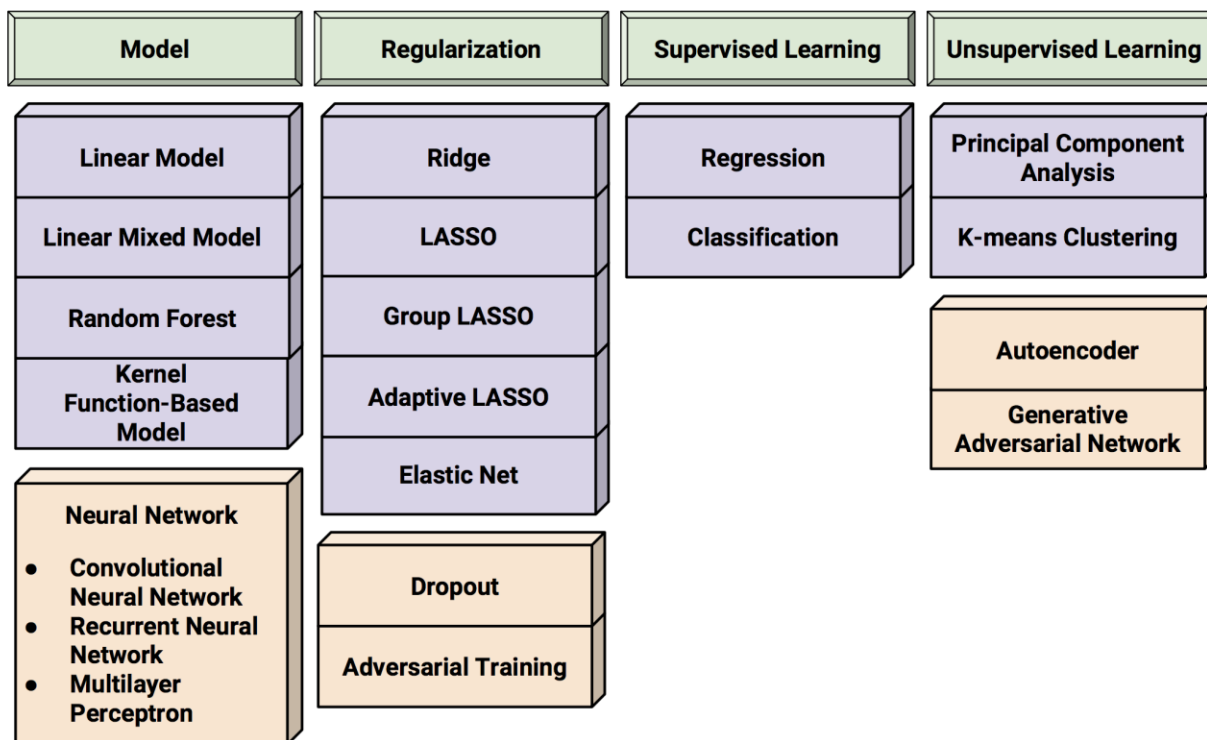 Model
Regularization
Supervised Learning
Unsupervised Learning
Linear Model
Linear Mixed Model
Random Forest
Kernel
Function-Based
Model
Neural Network
● Convolutional
Neural Network
● Recurrent Neural
Network
● Multilayer
Perceptron
Ridge
LASSO
Group LASSO
Adaptive LASSO
Elastic Net
Dropout
Adversarial Training
Regression
Classification
Principal Component
Analysis
K-means Clustering
Autoencoder
Generative
Adversarial Network